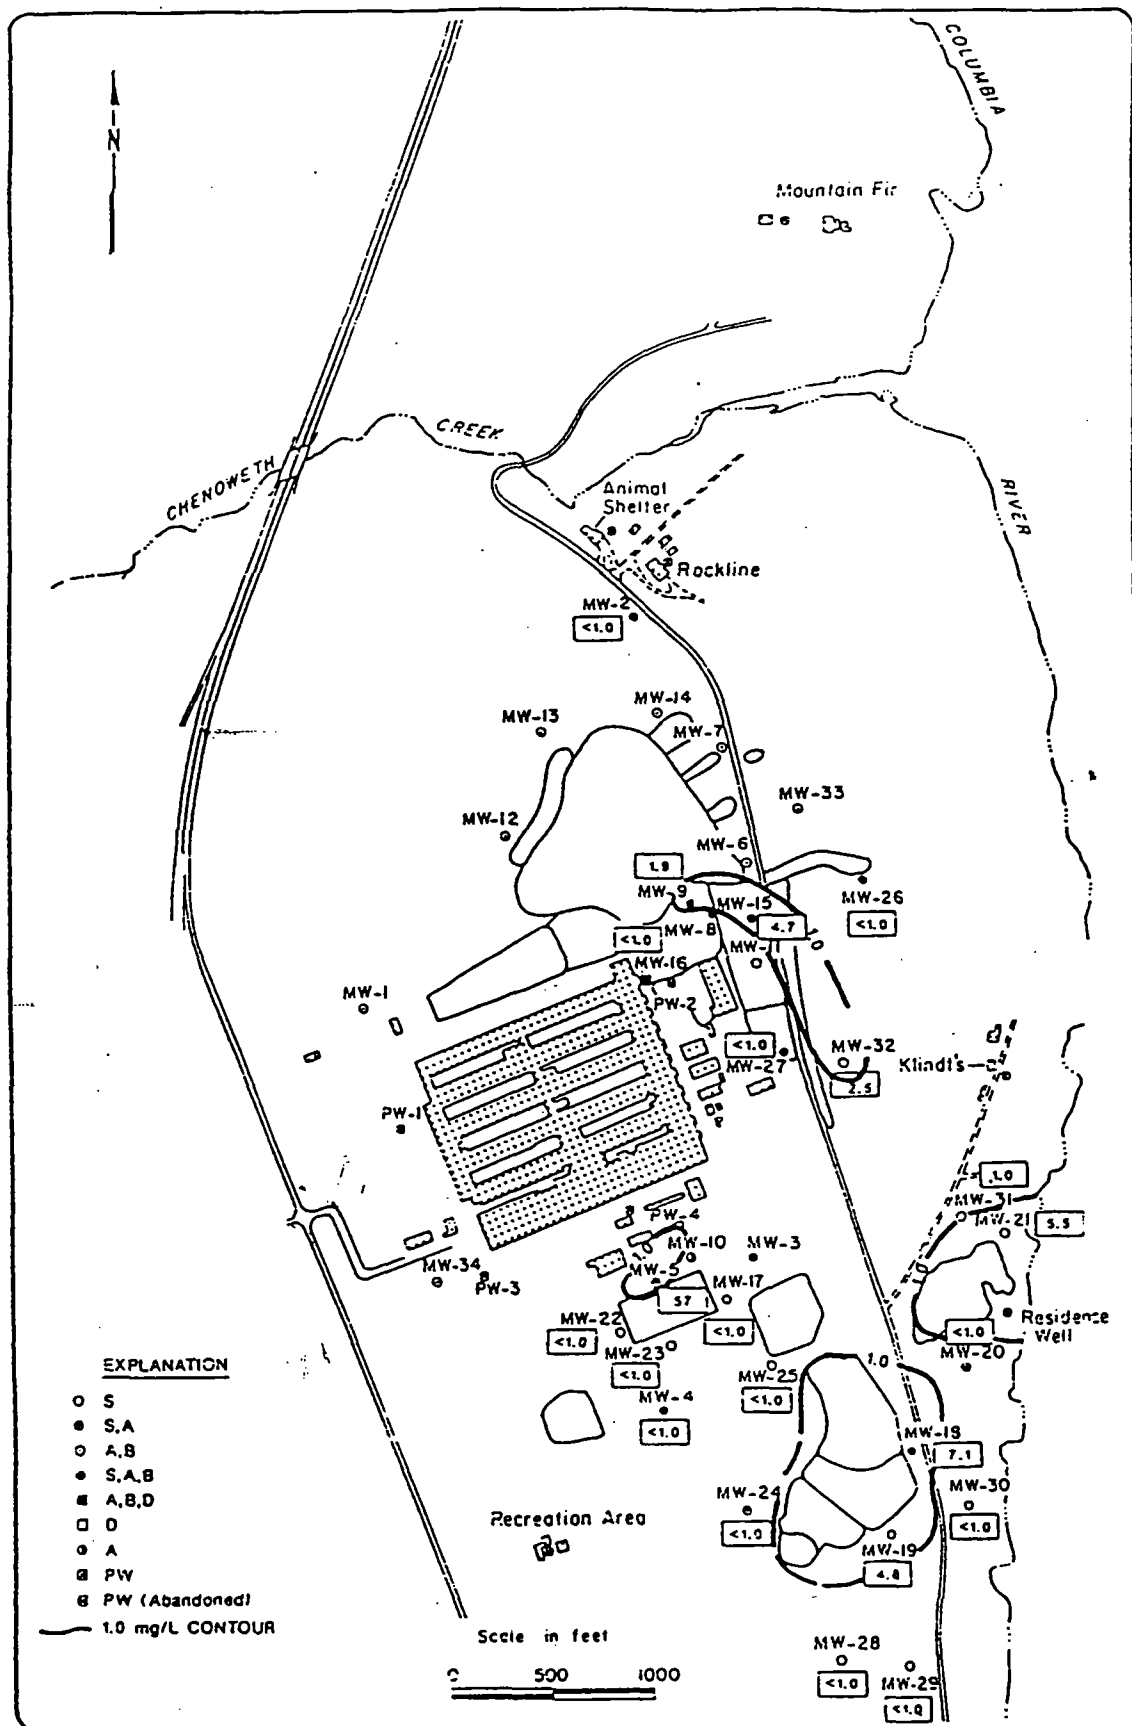 COLUMBIA
N
Mountain Fir
CREEK
CHENOWETH
RIVER
Animal
Shelter
Rockline
MW-2
<1.0
MW-14
MW-13
MW-7
MW-33
MW-12
MW-6
1.9
MW-9
MW-15
MW-26
4.7
<1.0
MW-8
<1.0
1.0
MW-
MW-16
PW-2
MW-1
<1.0
MW-32
MW-27
Klindt's
2.5
PW-1
1.0
MW-31
MW-21
5.5
PW-4
MW-10
MW-3
1.0
MW-34
PW-3
MW-5
MW-17
57
Residence
Well
MW-22
<1.0
<1.0
<1.0
MW-23
MW-20
<1.0
1.0
MW-25
<1.0
EXPLANATION
MW-4
<1.0
S
S,A
A,B
S,A,B
A,B,D
D
A
PW
PW (Abandoned)
1.0 mg/L CONTOUR
MW-18
7.1
MW-24
<1.0
MW-30
<1.0
Recreation Area
MW-19
4.8
Scale in feet
0 500 1000
MW-28
<1.0
MW-29
<1.0